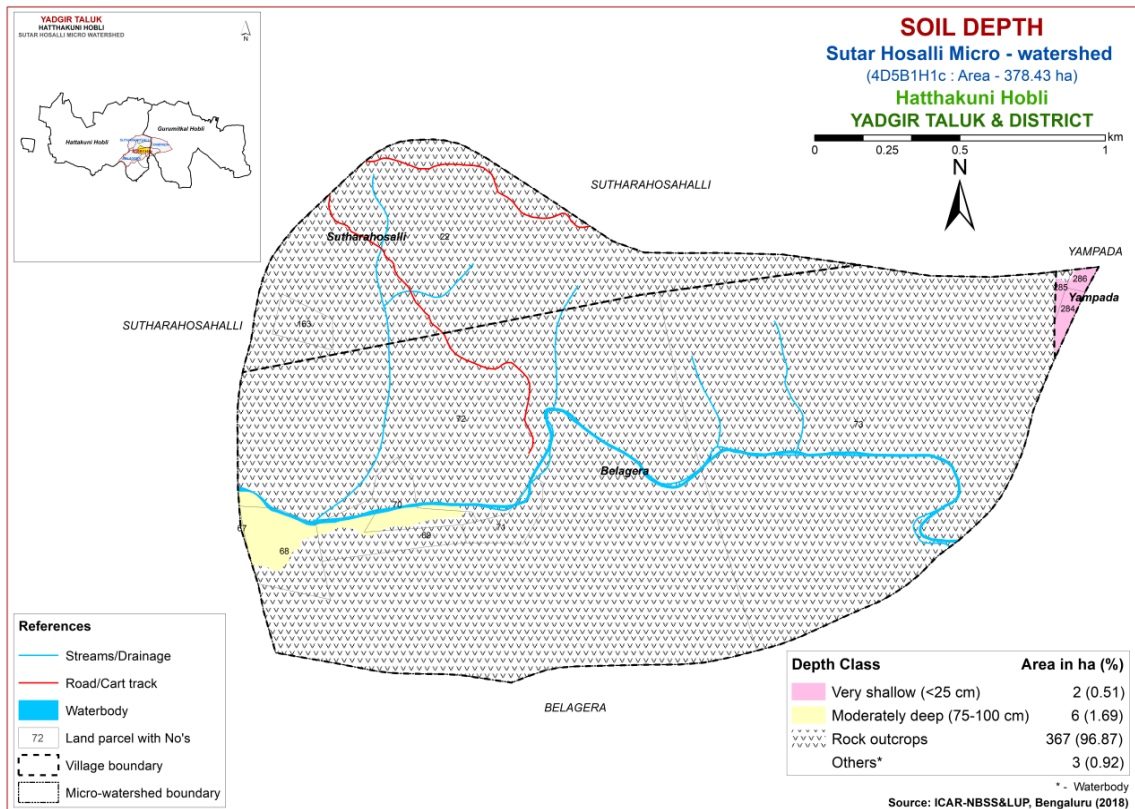 YADGIR TALUK
HATTHAKUNI HOBLI
SUTAR HOSALLI MICRO WATERSHED
N
Hattakuni Hobli
Gurumitkal Hobli
SOIL DEPTH
Sutar Hosalli Micro - watershed
(4D5B1H1c : Area - 378.43 ha)
Hatthakuni Hobli
YADGIR TALUK & DISTRICT
km
0 0.25 0.5 1
N
SUTHARAHOSAHALLI
Sutharahosalli
22
YAMPADA
286
285
Yampada
284
SUTHARAHOSAHALLI
163
72
73
Belagera
70
67
71
69
68
BELAGERA
References
Streams/Drainage
Road/Cart track
Waterbody
72 Land parcel with No's
Village boundary
Micro-watershed boundary
Depth Class Area in ha (%)
Very shallow (<25 cm) 2 (0.51)
Moderately deep (75-100 cm) 6 (1.69)
Rock outcrops 367 (96.87)
Others* 3 (0.92)
* - Waterbody
Source: ICAR-NBSS&LUP, Bengaluru (2018)